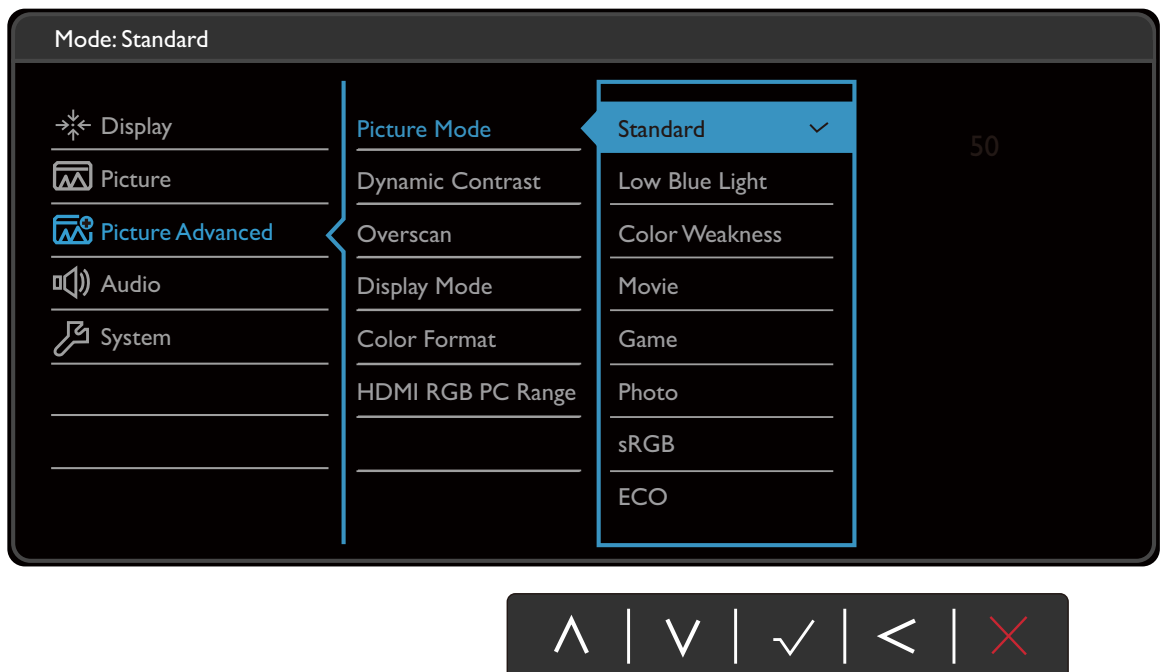 Mode: Standard
Display
Picture
Picture Advanced
Audio
System
Picture Mode
Dynamic Contrast
Overscan
Display Mode
Color Format
HDMI RGB PC Range
Standard
Low Blue Light
Color Weakness
Movie
Game
Photo
sRGB
ECO
50